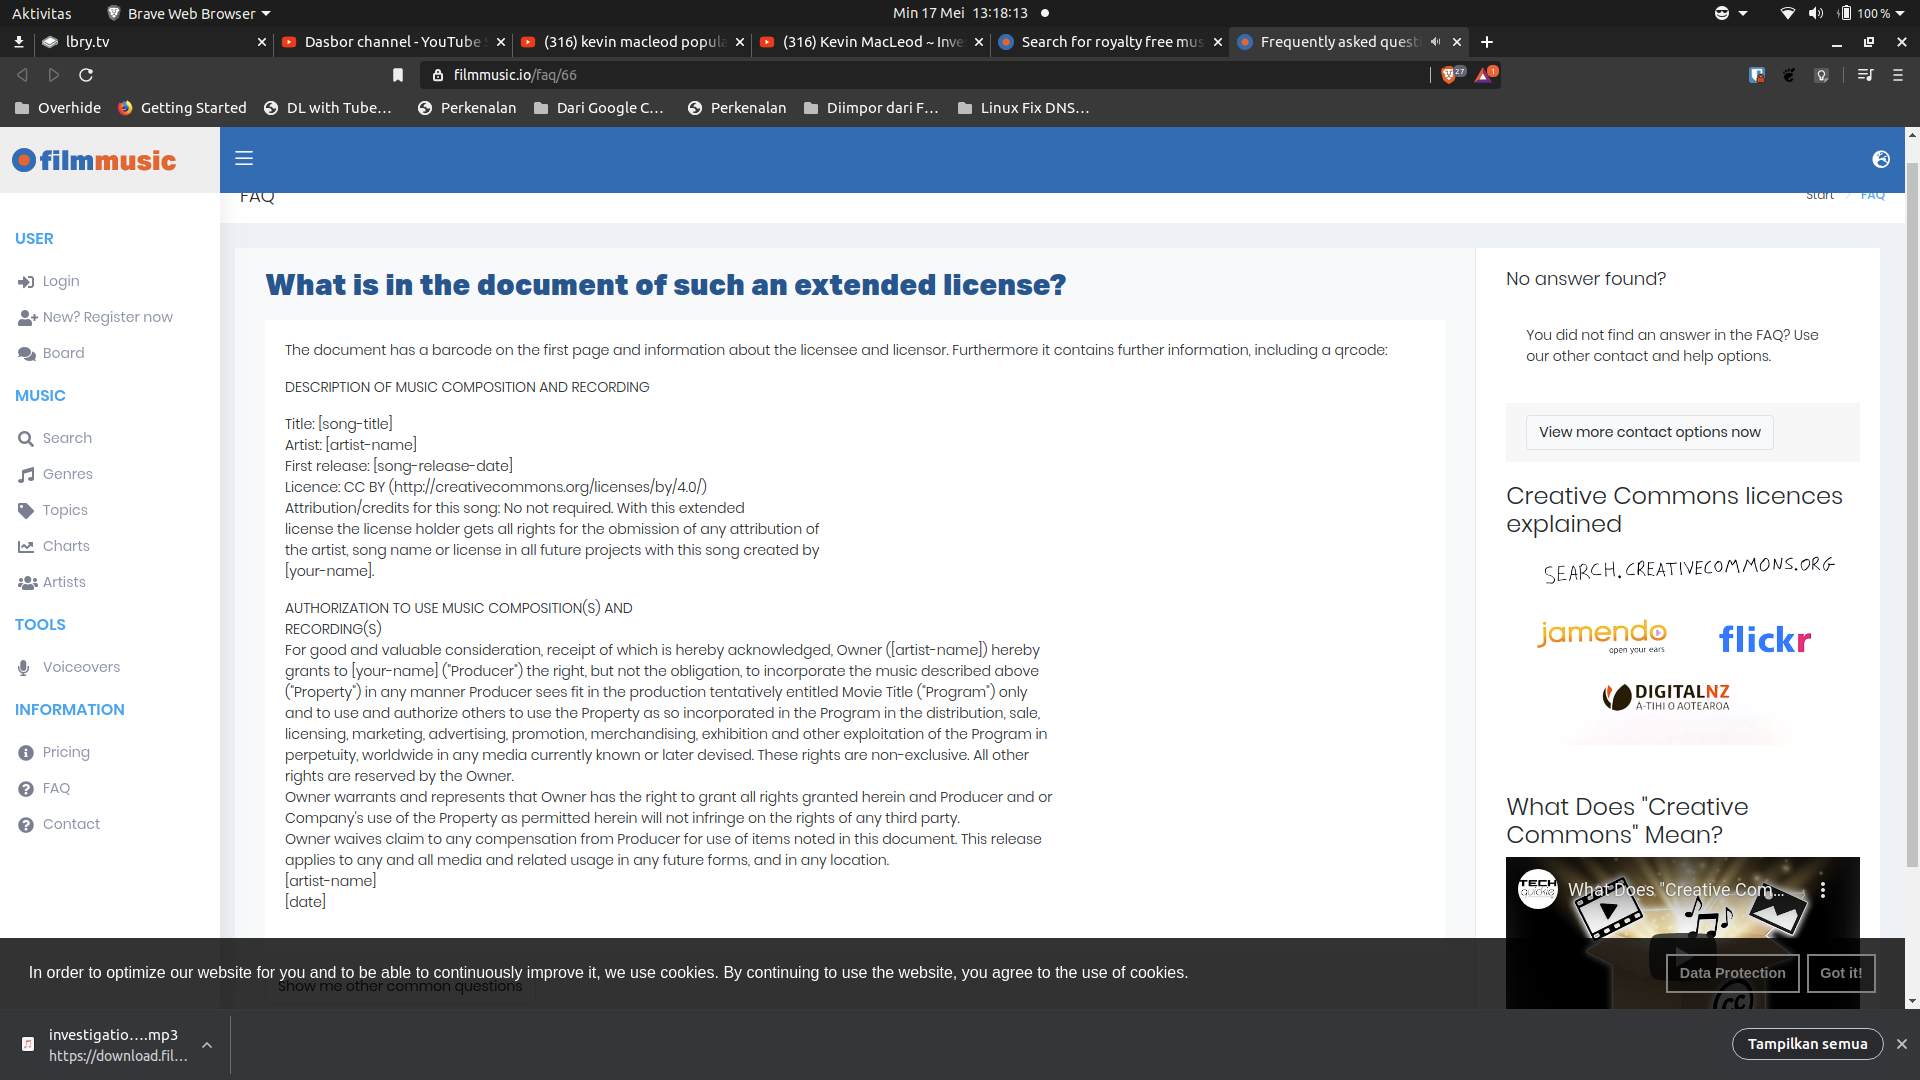 Aktivitas
Brave Web Browser
Min 17 Mei 13:18:13
100 %
lbry.tv
Dasbor channel - YouTube
(316) kevin macleod popula
(316) Kevin MacLeod ~ Inve
Search for royalty free mus
Frequently asked questi
filmmusic.io/faq/66
27
1
Overhide
Getting Started
DL with Tube…
Perkenalan
Dari Google C…
Perkenalan
Diimpor dari F…
Linux Fix DNS…
filmmusic
FAQ
Start
FAQ
USER
Login
New? Register now
Board
MUSIC
Search
Genres
Topics
Charts
Artists
TOOLS
Voiceovers
INFORMATION
Pricing
FAQ
Contact
What is in the document of such an extended license?
The document has a barcode on the first page and information about the licensee and licensor. Furthermore it contains further information, including a qrcode:
DESCRIPTION OF MUSIC COMPOSITION AND RECORDING
Title: [song-title]
Artist: [artist-name]
First release: [song-release-date]
Licence: CC BY (http://creativecommons.org/licenses/by/4.0/)
Attribution/credits for this song: No not required. With this extended
license the license holder gets all rights for the obmission of any attribution of
the artist, song name or license in all future projects with this song created by
[your-name].
AUTHORIZATION TO USE MUSIC COMPOSITION(S) AND
RECORDING(S)
For good and valuable consideration, receipt of which is hereby acknowledged, Owner ([artist-name]) hereby
grants to [your-name] ("Producer") the right, but not the obligation, to incorporate the music described above
("Property") in any manner Producer sees fit in the production tentatively entitled Movie Title ("Program") only
and to use and authorize others to use the Property as so incorporated in the Program in the distribution, sale,
licensing, marketing, advertising, promotion, merchandising, exhibition and other exploitation of the Program in
perpetuity, worldwide in any media currently known or later devised. These rights are non-exclusive. All other
rights are reserved by the Owner.
Owner warrants and represents that Owner has the right to grant all rights granted herein and Producer and or
Company's use of the Property as permitted herein will not infringe on the rights of any third party.
Owner waives claim to any compensation from Producer for use of items noted in this document. This release
applies to any and all media and related usage in any future forms, and in any location.
[artist-name]
[date]
Show me other common questions
No answer found?
You did not find an answer in the FAQ? Use
our other contact and help options.
View more contact options now
Creative Commons licences
explained
SEARCH.CREATIVECOMMONS.ORG
jamendo
open your ears
flickr
DIGITALNZ
A-TIHI O AOTEAROA
What Does "Creative
Commons" Mean?
TECH
quickie
What Does "Creative Com…
cc
In order to optimize our website for you and to be able to continuously improve it, we use cookies. By continuing to use the website, you agree to the use of cookies.
Data Protection
Got it!
investigatio….mp3
https://download.fil…
Tampilkan semua